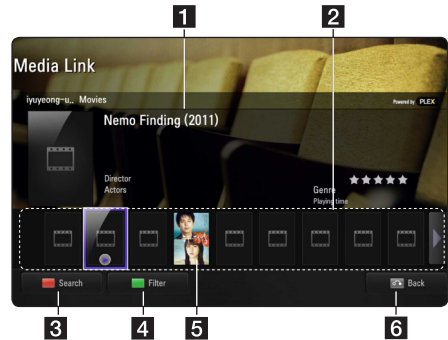 1
2
Media Link
iyuyeong-u.. Movies
Powered by PLEX
Nemo Finding (2011)
Director
Actors
Genre
Playing time
Search
Filter
Back
3
4
5
6